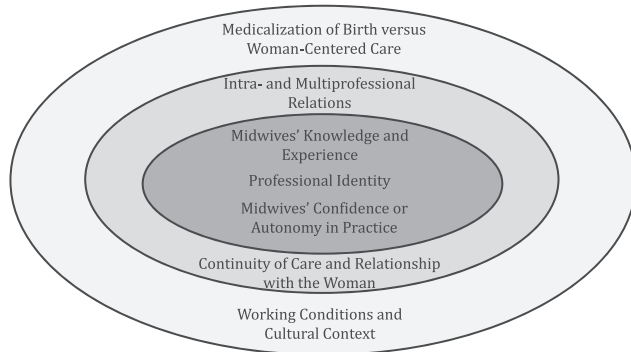 Medicalization of Birth versus
Woman-Centered Care
Intra- and Multiprofessional
Relations
Midwives’ Knowledge and
Experience
Professional Identity
Midwives’ Confidence or
Autonomy in Practice
Continuity of Care and Relationship
with the Woman
Working Conditions and
Cultural Context